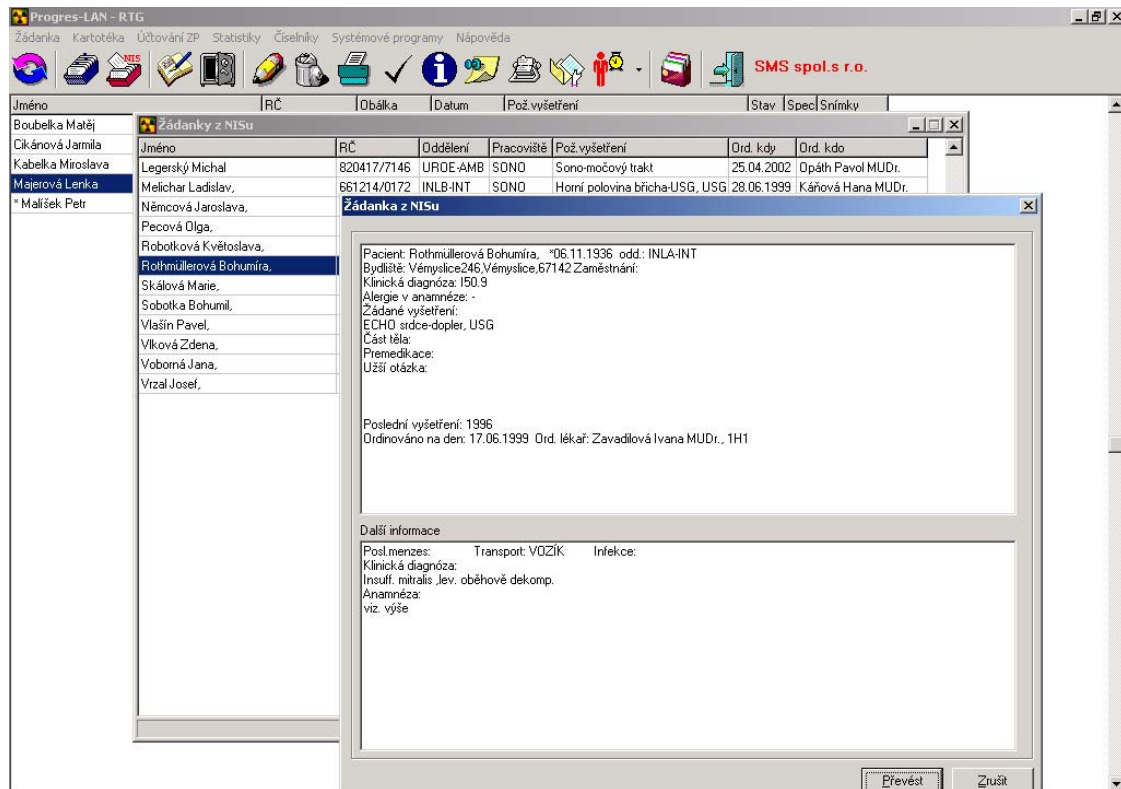 Progres-LAN - RTG
Žádanka Kartotéka Účtování ZP Statistiky Číselníky Systémové programy Nápověda
NIS
SMS spol.s r.o.
Jméno RČ Obálka Datum Pož.vyšetření Stav Spec Snímky
Boubelka Matěj
Cikánová Jarmila
Kabelka Miroslava
Majerová Lenka
* Malíšek Petr
Žádanky z NISu
Jméno RČ Oddělení Pracoviště Pož.vyšetření Ord. kdy Ord. kdo
Legerský Michal 820417/7146 UROE-AMB SONO Sono-močový trakt 25.04.2002 Opáth Pavol MUDr.
Melichar Ladislav, 661214/0172 INLB-INT SONO Horní polovina břicha-USG, USG 28.06.1999 Káňová Hana MUDr.
Němcová Jaroslava,
Pecová Olga,
Robotková Květoslava,
Rothmüllerová Bohumíra,
Skálová Marie,
Sobotka Bohumil,
Vlašín Pavel,
Vlková Zdena,
Voborná Jana,
Vrzal Josef,
Žádanka z NISu
Pacient: Rothmüllerová Bohumíra, *06.11.1936 odd.: INLA-INT
Bydliště: Vémyslice246,Vémyslice,67142 Zaměstnání:
Klinická diagnóza: I50.9
Alergie v anamnéze: -
Žádané vyšetření:
ECHO srdce-dopler, USG
Část těla:
Premedikace:
Užší otázka:
Poslední vyšetření: 1996
Ordinováno na den: 17.06.1999 Ord. lékař: Zavadilová Ivana MUDr., 1H1
Další informace
Posl.menzes: Transport: VOZÍK Infekce:
Klinická diagnóza:
Insuff. mitralis ,lev. oběhově dekomp.
Anamnéza:
viz. výše
Převést Zrušit